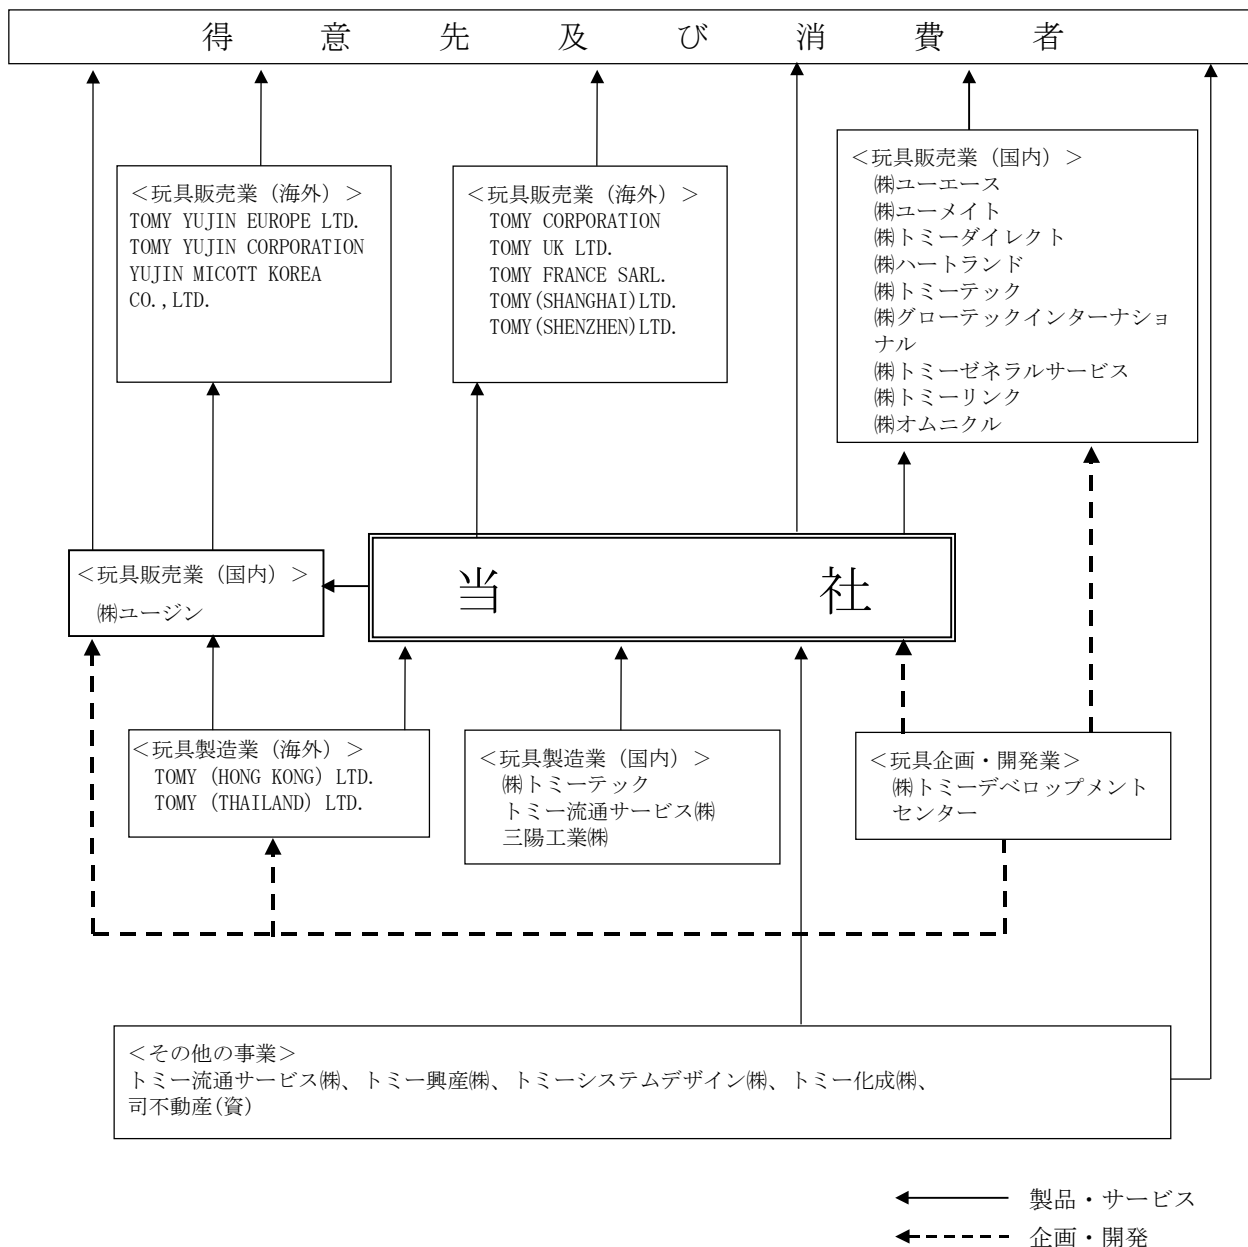 得意先及び消費者
＜玩具販売業（海外）＞
TOMY YUJIN EUROPE LTD.
TOMY YUJIN CORPORATION
YUJIN MICOTT KOREA
CO.,LTD.
＜玩具販売業（海外）＞
TOMY CORPORATION
TOMY UK LTD.
TOMY FRANCE SARL.
TOMY(SHANGHAI)LTD.
TOMY(SHENZHEN)LTD.
＜玩具販売業（国内）＞
㈱ユーエース
㈱ユーメイト
㈱トミーダイレクト
㈱ハートランド
㈱トミーテック
㈱グローテックインターナショ
ナル
㈱トミーゼネラルサービス
㈱トミーリンク
㈱オムニクル
＜玩具販売業（国内）＞
㈱ユージン
当社
＜玩具製造業（海外）＞
TOMY (HONG KONG) LTD.
TOMY (THAILAND) LTD.
＜玩具製造業（国内）＞
㈱トミーテック
トミー流通サービス㈱
三陽工業㈱
＜玩具企画・開発業＞
㈱トミーデベロップメント
センター
＜その他の事業＞
トミー流通サービス㈱、トミー興産㈱、トミーシステムデザイン㈱、トミー化成㈱、
司不動産(資)
製品・サービス
企画・開発